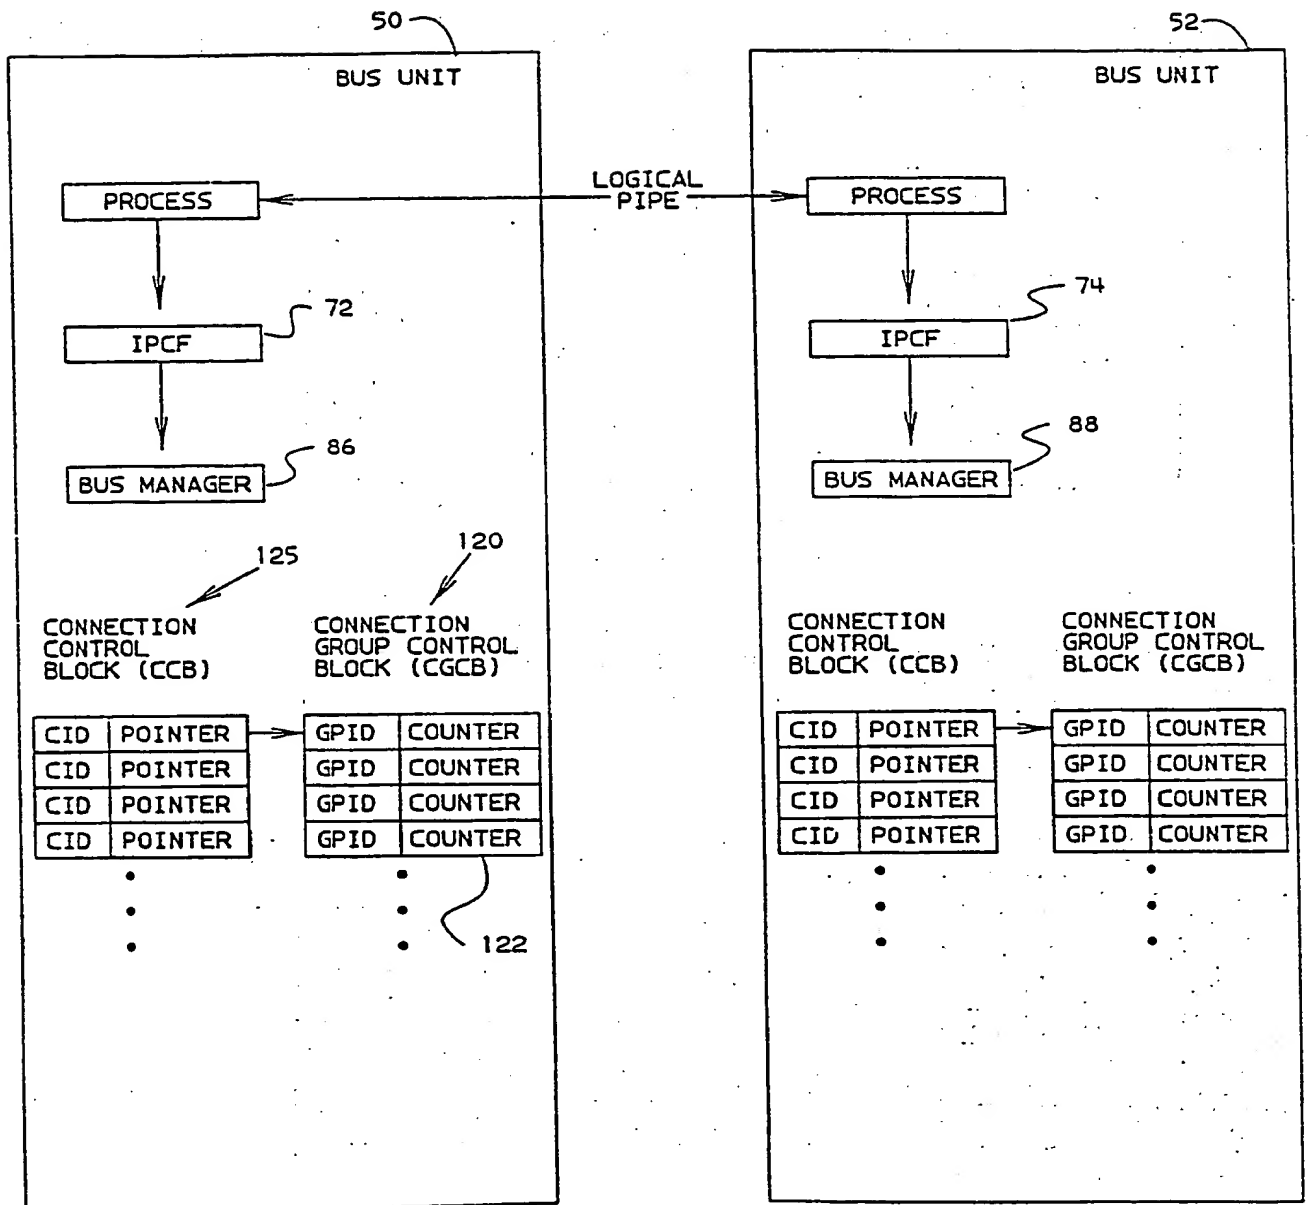 50
52
BUS UNIT
BUS UNIT
PROCESS
LOGICAL
PIPE
PROCESS
72
IPCF
74
IPCF
86
BUS MANAGER
88
BUS MANAGER
125
120
CONNECTION
CONTROL
BLOCK (CCB)
CONNECTION
GROUP CONTROL
BLOCK (CGCB)
CONNECTION
CONTROL
BLOCK (CCB)
CONNECTION
GROUP CONTROL
BLOCK (CGCB)
CID POINTER GPID COUNTER
CID POINTER GPID COUNTER
CID POINTER GPID COUNTER
CID POINTER GPID COUNTER
122
CID POINTER GPID COUNTER
CID POINTER GPID COUNTER
CID POINTER GPID COUNTER
CID POINTER GPID COUNTER